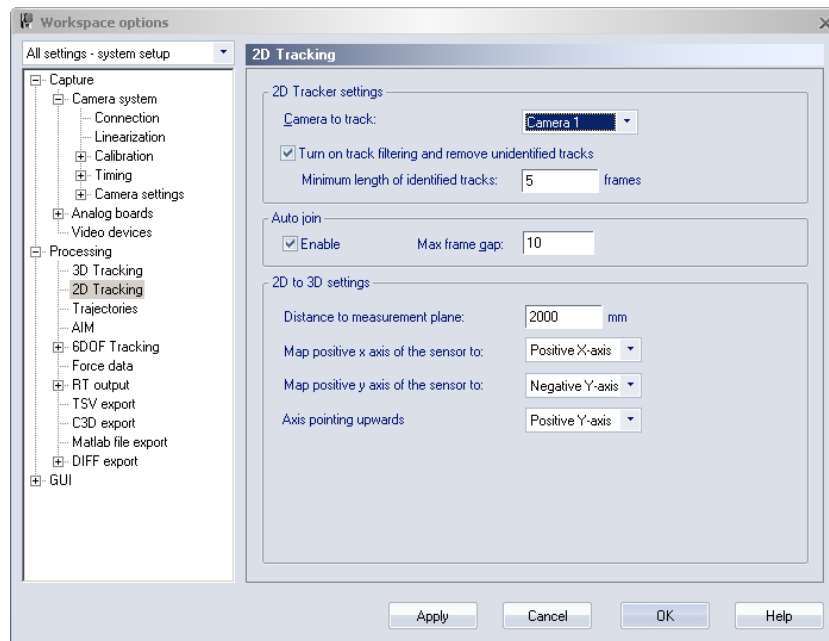 Workspace options
All settings - system setup
Capture
Camera system
Connection
Linearization
Calibration
Timing
Camera settings
Analog boards
Video devices
Processing
3D Tracking
2D Tracking
Trajectories
AIM
6DOF Tracking
Force data
RT output
TSV export
C3D export
Matlab file export
DIFF export
GUI
2D Tracking
2D Tracker settings
Camera to track: Camera 1
Turn on track filtering and remove unidentified tracks
Minimum length of identified tracks: 5 frames
Auto join
Enable Max frame gap: 10
2D to 3D settings
Distance to measurement plane: 2000 mm
Map positive x axis of the sensor to: Positive X-axis
Map positive y axis of the sensor to: Negative Y-axis
Axis pointing upwards Positive Y-axis
Apply Cancel OK Help